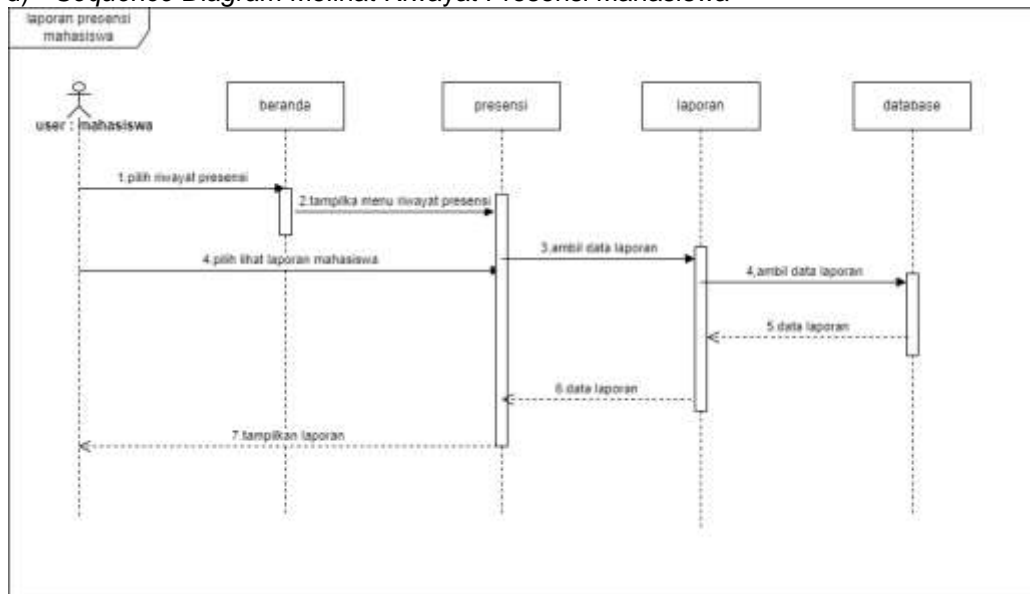 Sequence Diagram Melihat Riwayat Presensi Mahasiswa
laporan presensi
mahasiswa
user : mahasiswa
beranda
presensi
laporan
database
1.pilih riwayat presensi
2.tampilka menu riwayat presensi
3.ambil data laporan
4.pilih lihat laporan mahasiswa
4,ambil data laporan
5.data laporan
6.data laporan
7.tampilkan laporan